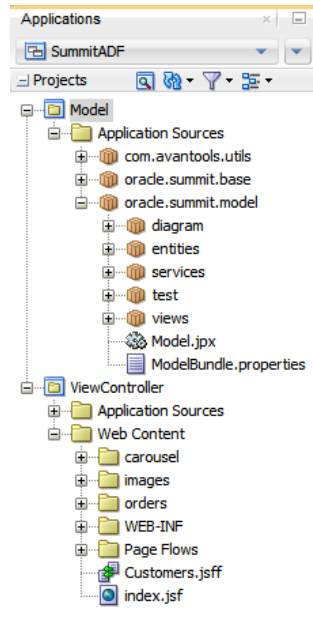 Applications
SummitADF
Projects
Model
Application Sources
com.avantools.utils
oracle.summit.base
oracle.summit.model
diagram
entities
services
test
views
Model.jpx
ModelBundle.properties
ViewController
Application Sources
Web Content
carousel
images
orders
WEB-INF
Page Flows
Customers.jsff
index.jsf